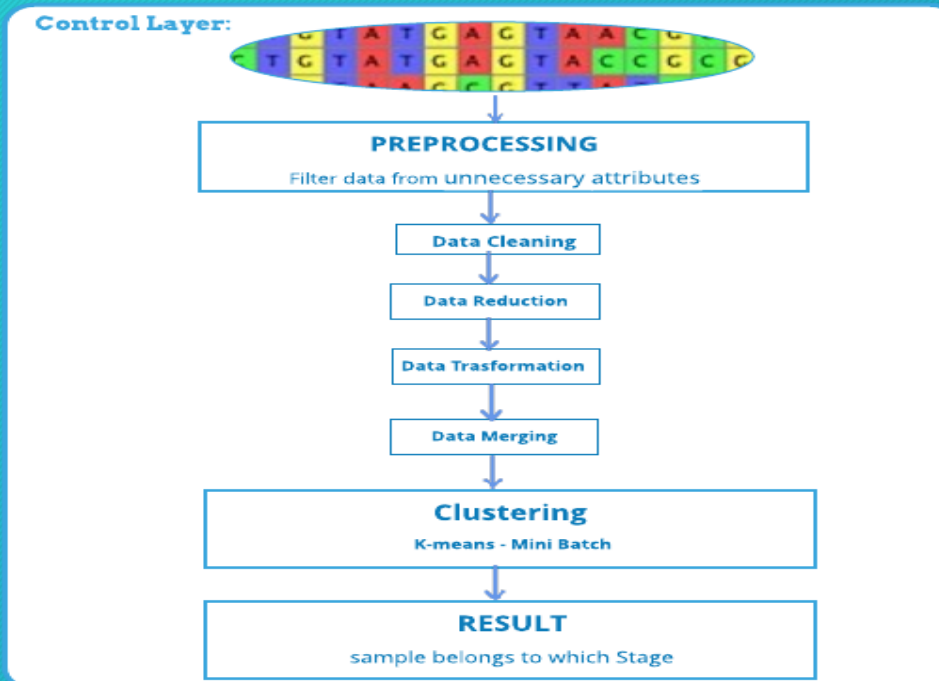 Control Layer:
G T A T G A G T A A C G
C T G T A T G A G T A C C G C G
A A G C G T T A
PREPROCESSING
Filter data from unnecessary attributes
Data Cleaning
Data Reduction
Data Trasformation
Data Merging
Clustering
K-means - Mini Batch
RESULT
sample belongs to which Stage